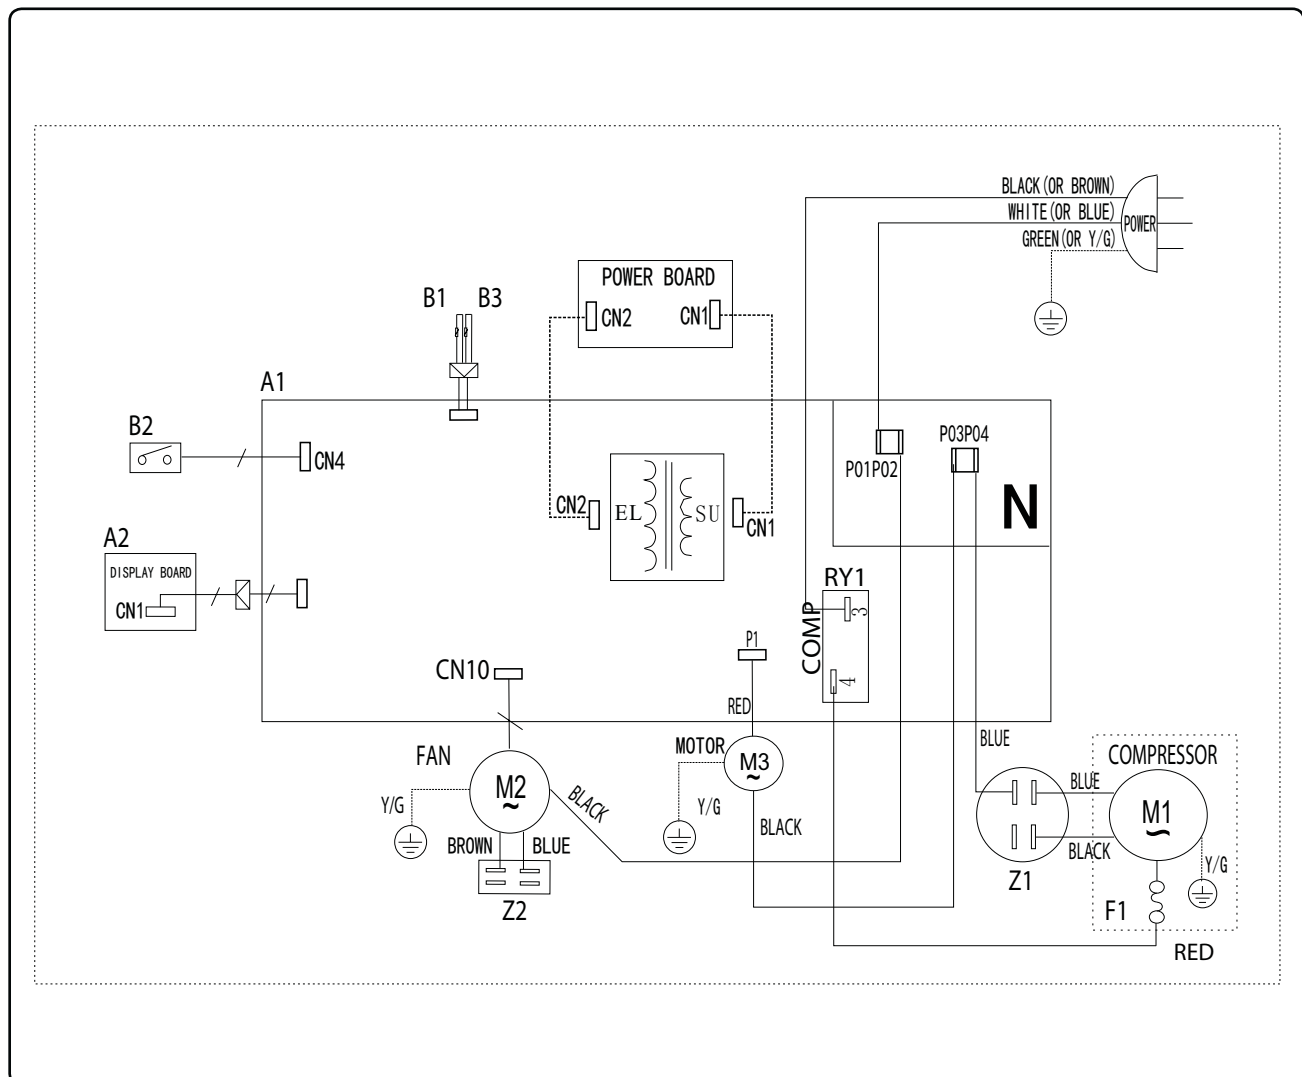 BLACK(OR BROWN)
WHITE(OR BLUE)
GREEN(OR Y/G)
POWER
POWER BOARD
CN2
CN1
B1
B3
A1
B2
CN4
P03P04
P01P02
N
CN2
EL
SU
CN1
A2
DISPLAY BOARD
CN1
RY1
COMP
3
4
P1
CN10
RED
FAN
MOTOR
M3
~
BLUE
COMPRESSOR
M2
~
Y/G
BLACK
Y/G
BLACK
BLUE
M1
~
BLACK
BROWN
BLUE
Z2
Z1
Y/G
F1
RED